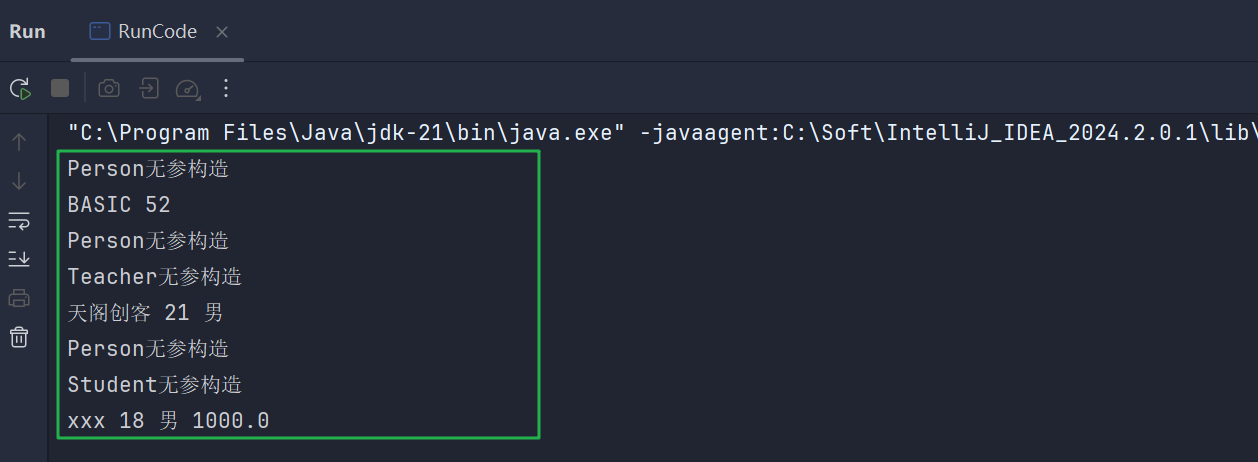 Run RunCode
"C:\Program Files\Java\jdk-21\bin\java.exe" -javaagent:C:\Soft\IntelliJ_IDEA_2024.2.0.1\lib\
Person无参构造
BASIC 52
Person无参构造
Teacher无参构造
天阁创客 21 男
Person无参构造
Student无参构造
xxx 18 男 1000.0